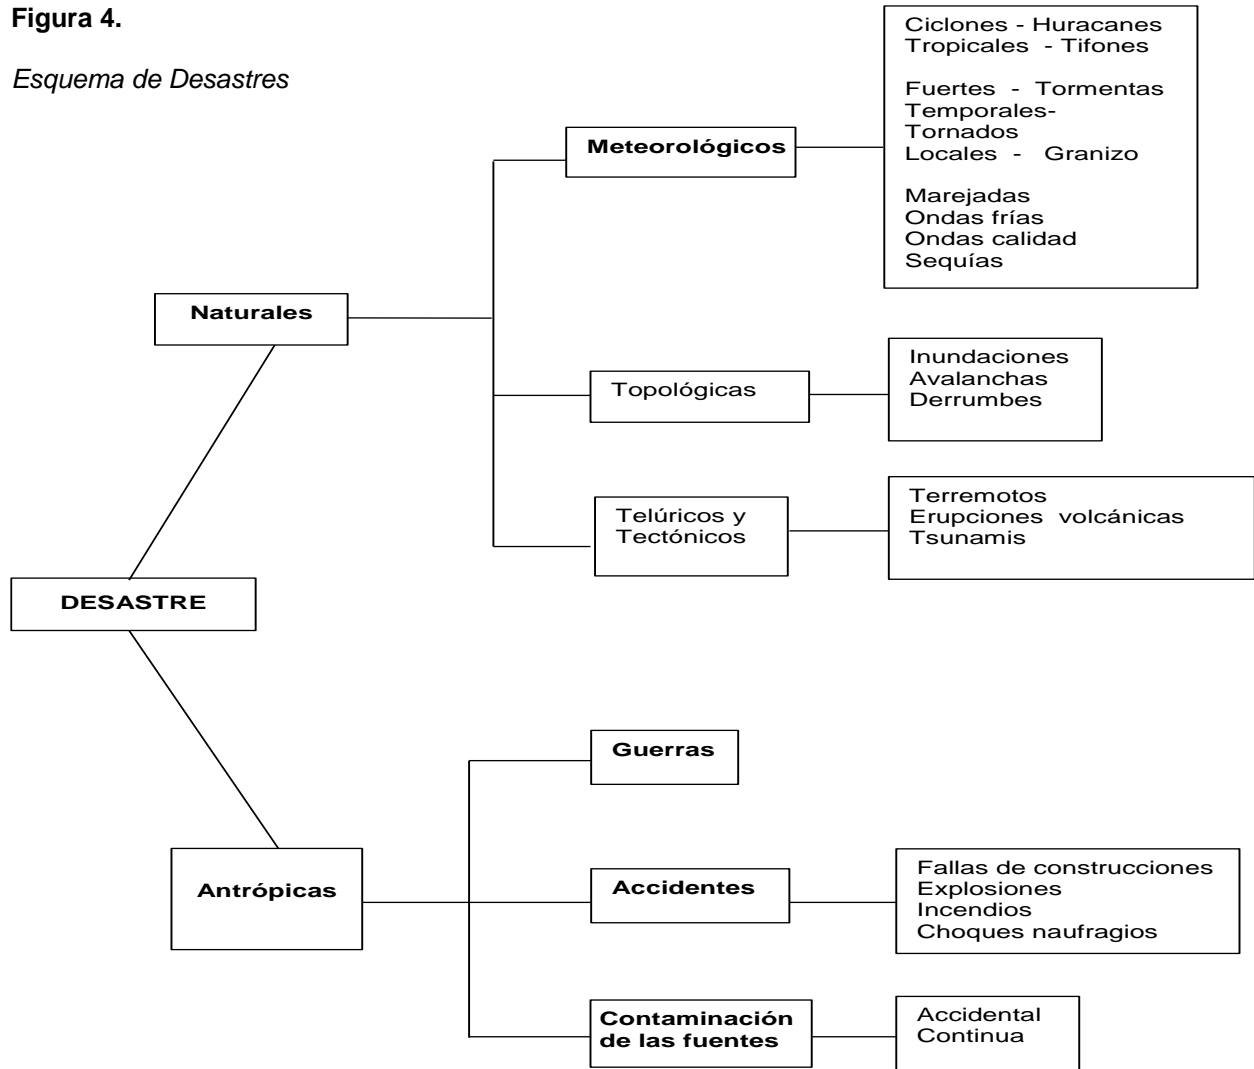 Figura 4.
Esquema de Desastres
Ciclones - Huracanes
Tropicales - Tifones
Fuertes - Tormentas
Temporales-
Tornados
Locales - Granizo
Marejadas
Ondas frías
Ondas calidad
Sequías
Meteorológicos
Naturales
Topológicas
Inundaciones
Avalanchas
Derrumbes
Telúricos y
Tectónicos
Terremotos
Erupciones volcánicas
Tsunamis
DESASTRE
Guerras
Antrópicas
Accidentes
Fallas de construcciones
Explosiones
Incendios
Choques naufragios
Contaminación
de las fuentes
Accidental
Continua